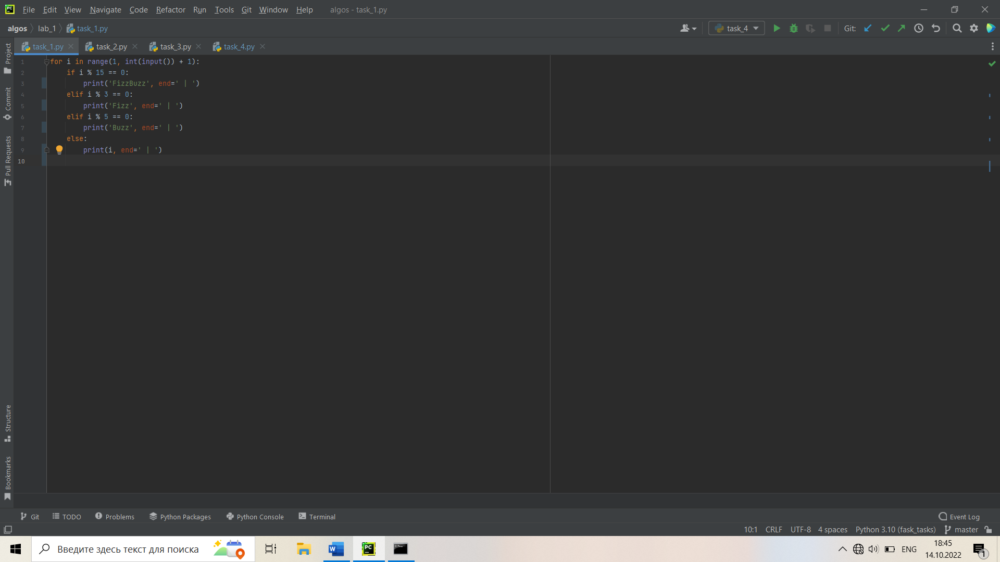 File Edit View Navigate Code Refactor Run Tools Git Window Help algos - task_1.py
algos lab_1 task_1.py task_4 Git:
task_1.py task_2.py task_3.py task_4.py
1 for i in range(1, int(input()) + 1):
2 if i % 15 == 0:
3 print('FizzBuzz', end=' | ')
4 elif i % 3 == 0:
5 print('Fizz', end=' | ')
6 elif i % 5 == 0:
7 print('Buzz', end=' | ')
8 else:
9 print(i, end=' | ')
10
Project
Commit
Pull Requests
Structure
Bookmarks
Git TODO Problems Python Packages Python Console Terminal Event Log
10:1 CRLF UTF-8 4 spaces Python 3.10 (fask_tasks) master
Введите здесь текст для поиска
ENG
18:45
14.10.2022
1